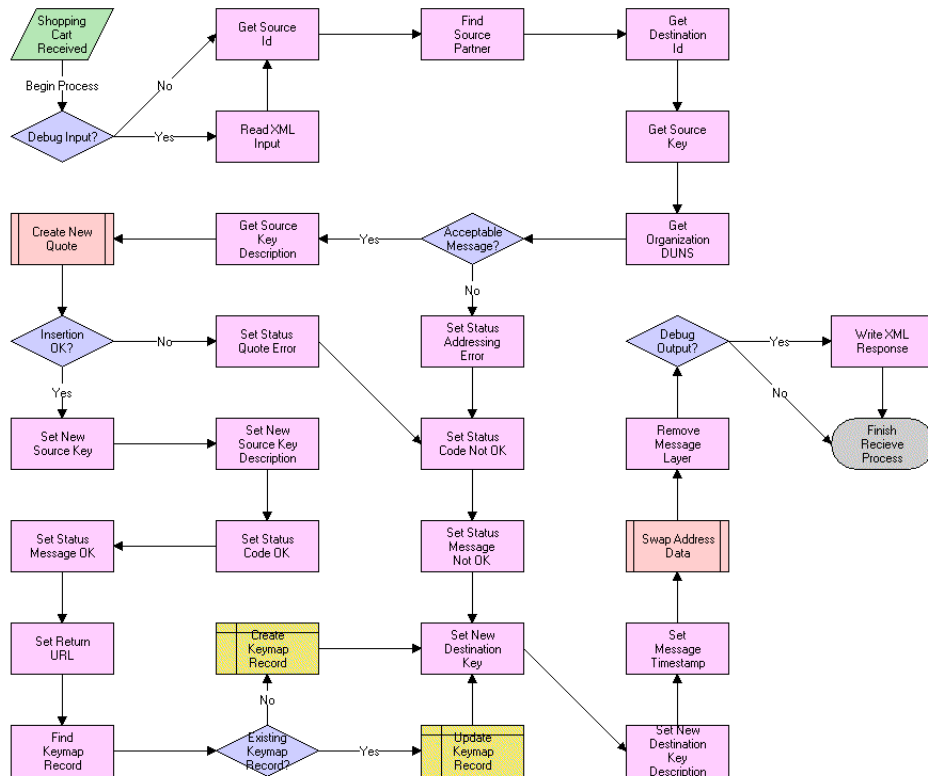 Shopping
Cart
Received
Get Source
Id
Find
Source
Partner
Get
Destination
Id
No
Begin Process
Debug Input?
Yes
Read XML
Input
Get Source
Key
Create New
Quote
Get Source
Key
Description
Yes
Acceptable
Message?
Get
Organization
DUNS
No
Insertion
OK?
No
Set Status
Quote Error
Set Status
Addressing
Error
Debug
Output?
Yes
Write XML
Response
Yes
No
Set New
Source Key
Set New
Source Key
Description
Set Status
Code Not OK
Remove
Message
Layer
Finish
Recieve
Process
Set Status
Message OK
Set Status
Code OK
Set Status
Message
Not OK
Swap Address
Data
Set Return
URL
Create
Keymap
Record
Set New
Destination
Key
Set
Message
Timestamp
No
Find
Keymap
Record
Existing
Keymap
Record?
Yes
Update
Keymap
Record
Set New
Destination
Key
Description